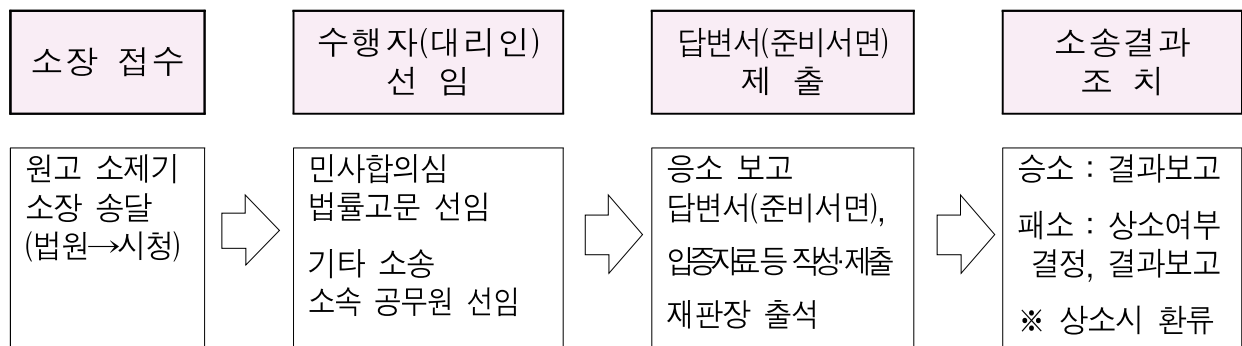 소장 접수
수행자(대리인)
선 임
답변서(준비서면)
제 출
소송결과
조 치
원고 소제기
소장 송달
(법원→시청)
민사합의심
법률고문 선임
기타 소송
소속 공무원 선임
응소 보고
답변서(준비서면),
입증자료 등 작성·제출
재판장 출석
승소 : 결과보고
패소 : 상소여부
결정, 결과보고
※ 상소시 환류